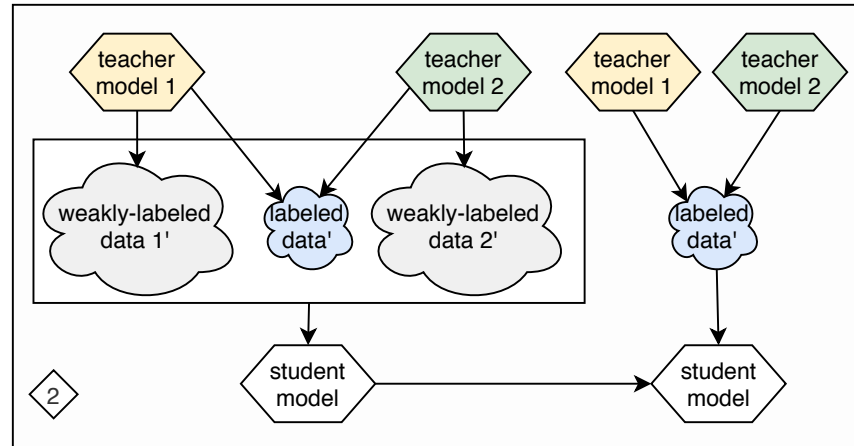 teacher
model 1
teacher
model 2
teacher
model 1
teacher
model 2
weakly-labeled
data 1'
labeled
data'
weakly-labeled
data 2'
labeled
data'
student
model
student
model
2